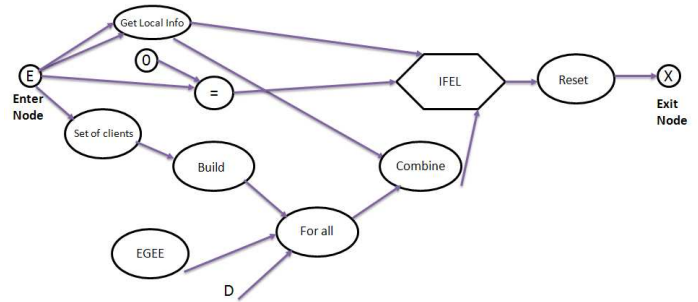 Get Local Info
0
E
=
IFEL
Reset
X
Enter
Node
Exit
Node
Set of clients
Build
Combine
For all
EGEE
D